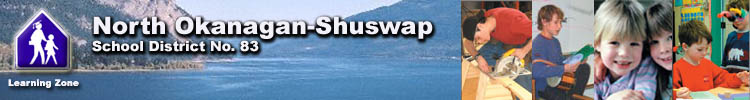 North Okanagan-Shuswap
School District No. 83
Learning Zone